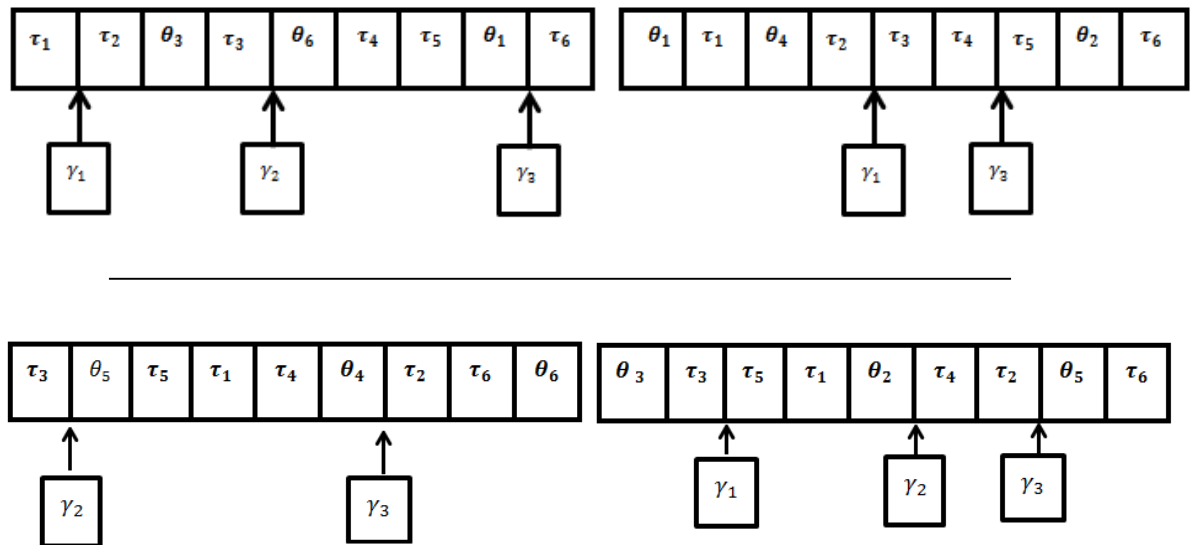 τ₁ τ₂ θ₃ τ₃ θ₆ τ₄ τ₅ θ₁ τ₆
γ₁ γ₂ γ₃
θ₁ τ₁ θ₄ τ₂ τ₃ τ₄ τ₅ θ₂ τ₆
γ₁ γ₃
τ₃ θ₅ τ₅ τ₁ τ₄ θ₄ τ₂ τ₆ θ₆
γ₂ γ₃
θ₃ τ₃ τ₅ τ₁ θ₂ τ₄ τ₂ θ₅ τ₆
γ₁ γ₂ γ₃